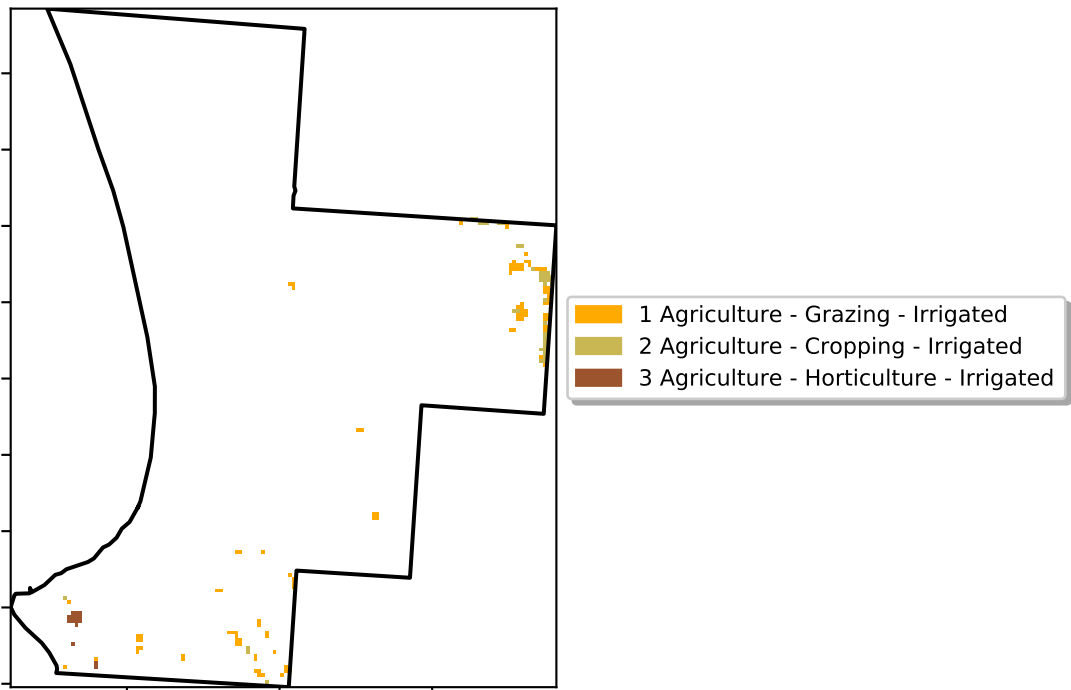 1 Agriculture - Grazing - Irrigated
2 Agriculture - Cropping - Irrigated
3 Agriculture - Horticulture - Irrigated